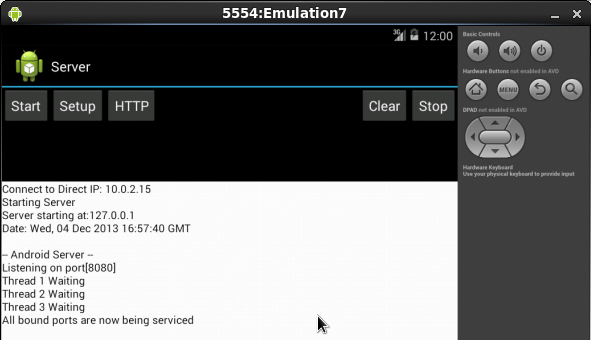 5554:Emulation7
3G 12:00
Server
Start Setup HTTP Clear Stop
Connect to Direct IP: 10.0.2.15
Starting Server
Server starting at:127.0.0.1
Date: Wed, 04 Dec 2013 16:57:40 GMT
-- Android Server --
Listening on port[8080]
Thread 1 Waiting
Thread 2 Waiting
Thread 3 Waiting
All bound ports are now being serviced
Basic Controls
Hardware Buttons not enabled in AVD
MENU
DPAD not enabled in AVD
Hardware Keyboard
Use your physical keyboard to provide input